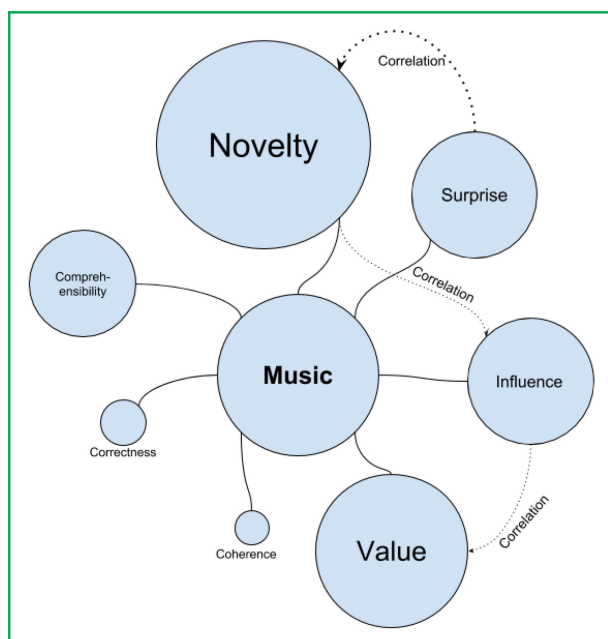 Correlation
Novelty
Surprise
Compreh-
ensibility
Correlation
Music
Influence
Correctness
Correlation
Coherence
Value